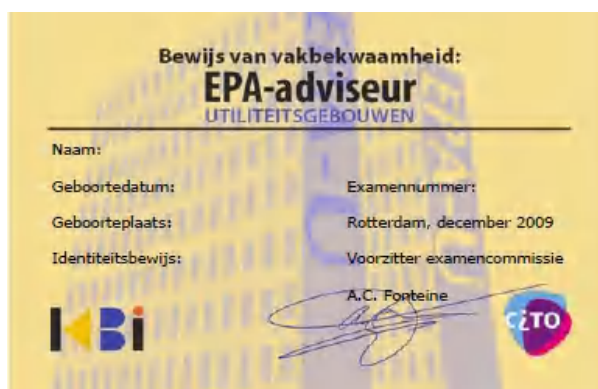 Bewijs van vakbekwaamheid:
EPA-adviseur
UTILITEITSGEBOUWEN
Naam:
Geboortedatum: Examennummer:
Geboorteplaats: Rotterdam, december 2009
Identiteitsbewijs: Voorzitter examencommissie
A.C. Fonteine
KBi
CiTO